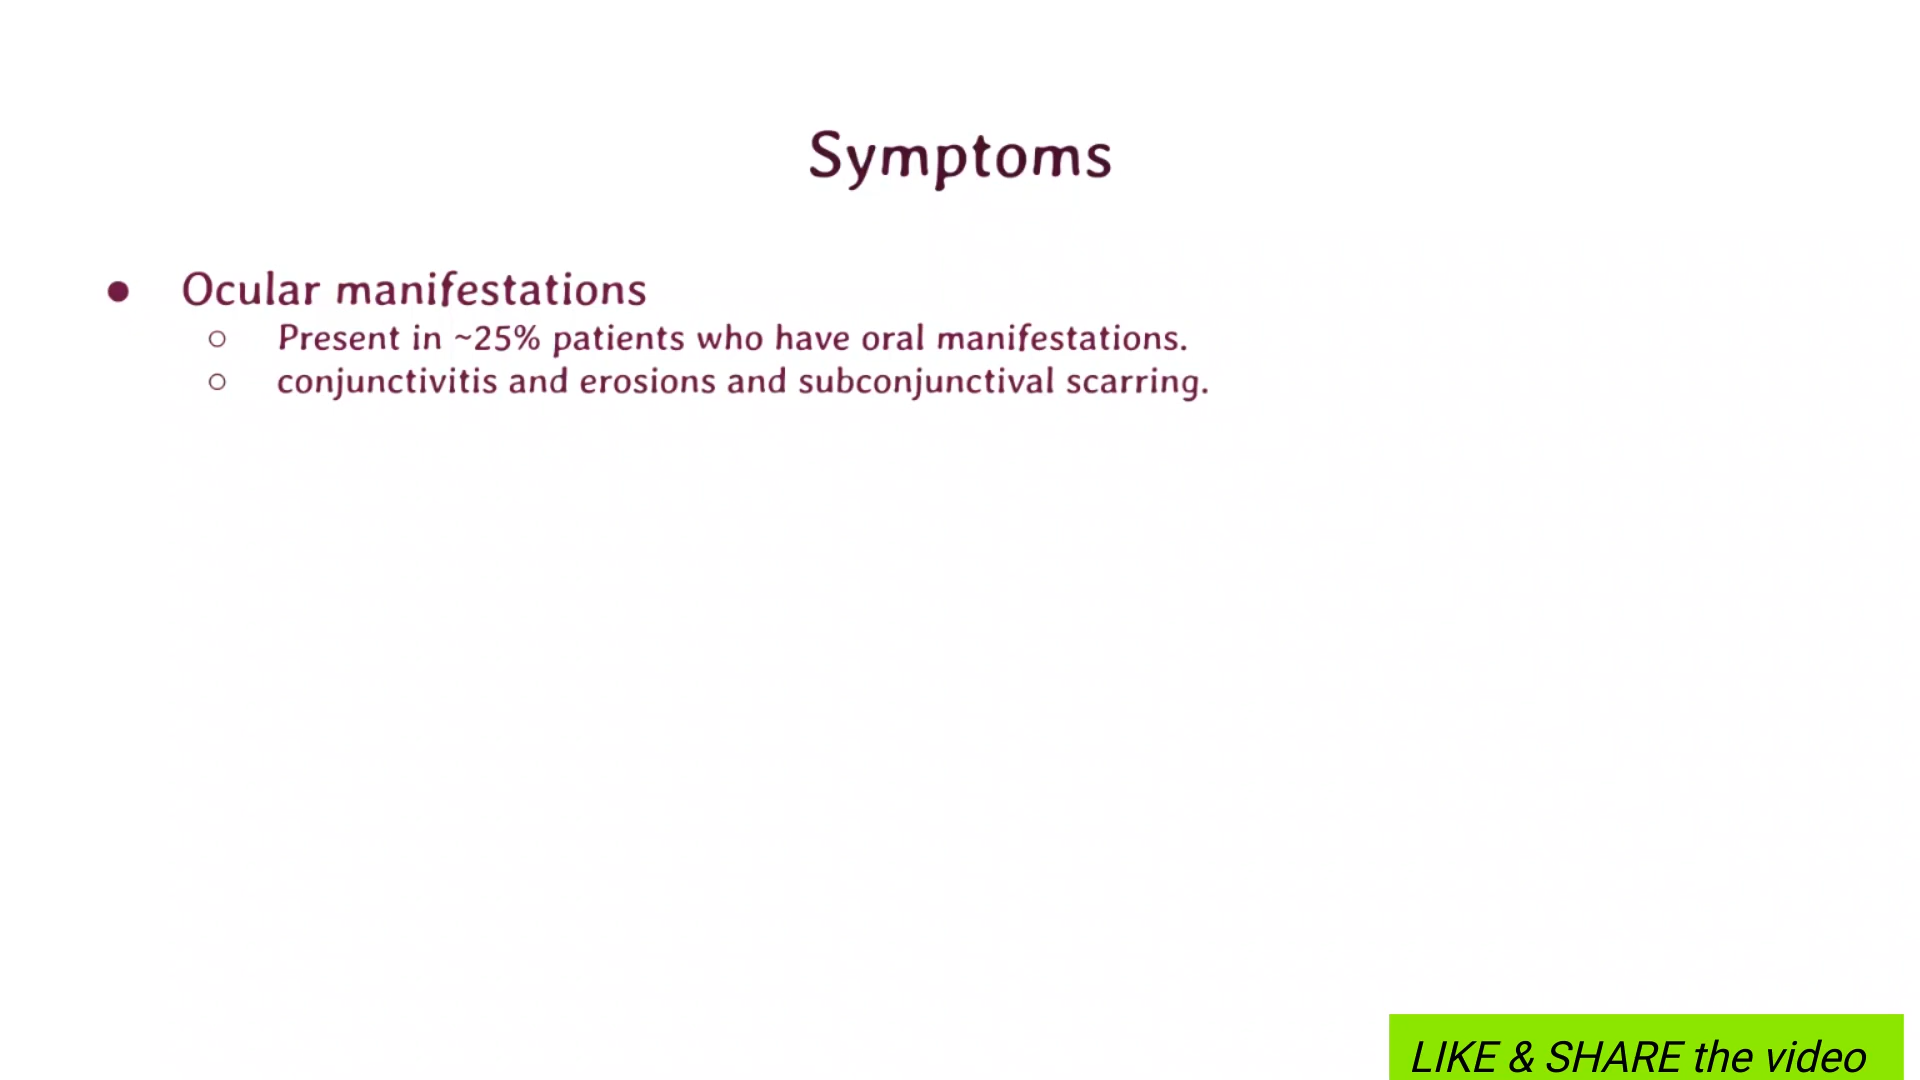 Symptoms
● Ocular manifestations
○ Present in ~25% patients who have oral manifestations.
○ conjunctivitis and erosions and subconjunctival scarring.
LIKE & SHARE the video